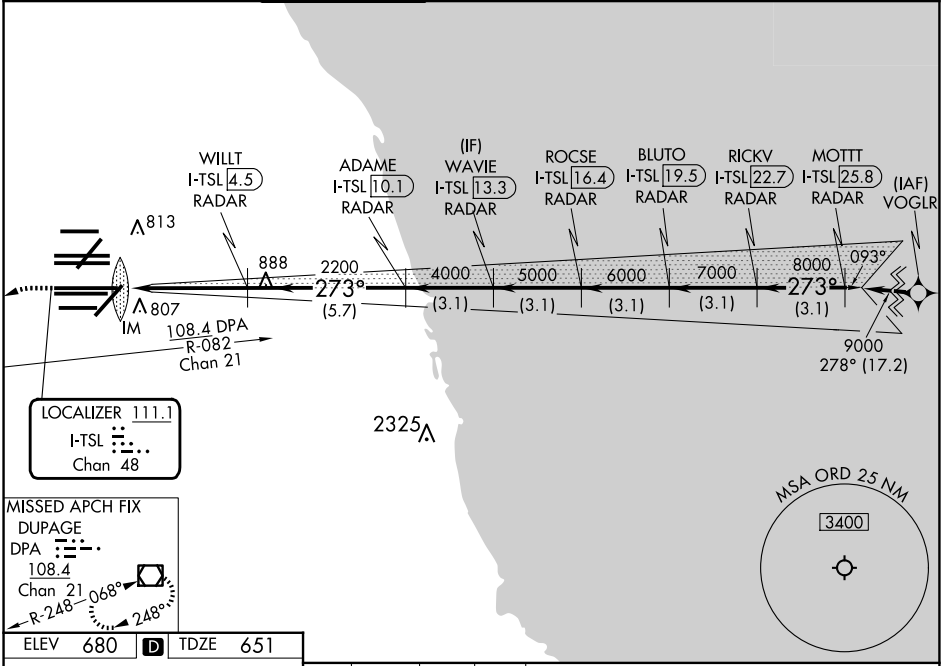 WILLT
I-TSL 4.5
RADAR
ADAME
I-TSL 10.1
RADAR
(IF)
WAVIE
I-TSL 13.3
RADAR
ROCSE
I-TSL 16.4
RADAR
BLUTO
I-TSL 19.5
RADAR
RICKV
I-TSL 22.7
RADAR
MOTTT
I-TSL 25.8
RADAR
(IAF)
VOGLR
813
888
2200
4000
5000
6000
7000
8000
093°
273°
273°
(5.7)
(3.1)
(3.1)
(3.1)
(3.1)
(3.1)
807
IM
9000
278° (17.2)
108.4 DPA
R-082
Chan 21
LOCALIZER 111.1
I-TSL
Chan 48
2325
MSA ORD 25 NM
3400
MISSED APCH FIX
DUPAGE
DPA
108.4
Chan 21
R-248
068°
248°
ELEV 680 D TDZE 651